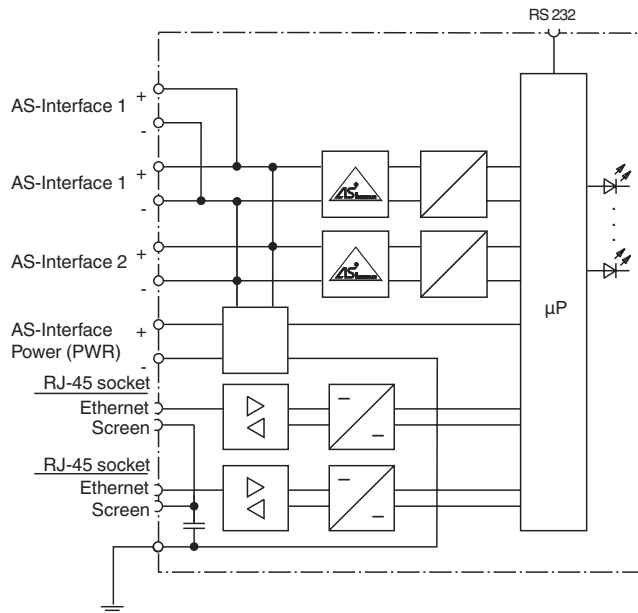 RS 232
AS-Interface 1
+
-
AS-Interface 1
+
-
AS-Interface 2
+
-
AS-Interface
Power (PWR)
+
-
RJ-45 socket
Ethernet
Screen
RJ-45 socket
Ethernet
Screen
µP